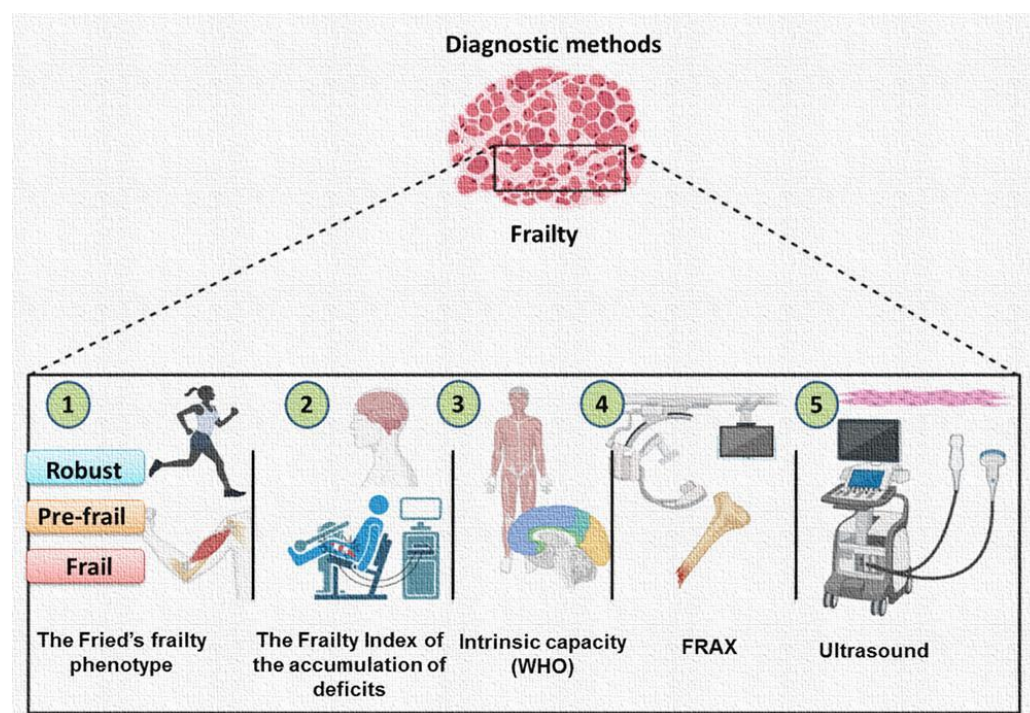 Diagnostic methods
Frailty
1
2
3
4
5
Robust
Pre-frail
Frail
The Fried's frailty
phenotype
The Frailty Index of
the accumulation of
deficits
Intrinsic capacity
(WHO)
FRAX
Ultrasound